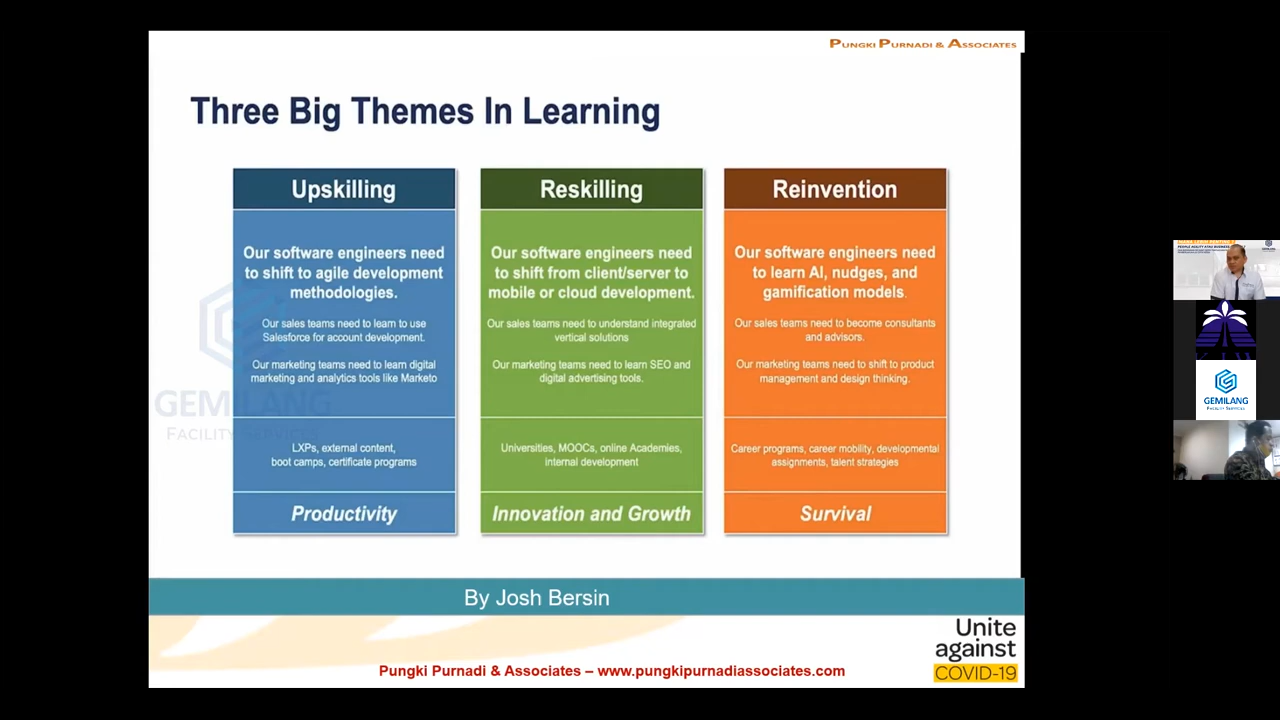 PUNGKI PURNADI & ASSOCIATES
Three Big Themes In Learning
Upskilling
Our software engineers need
to shift to agile development
methodologies.
Our sales teams need to learn to use
Salesforce for account development.
Our marketing teams need to learn digital
marketing and analytics tools like Marketo
LXPs, external content,
boot camps, certificate programs
Productivity
Reskilling
Our software engineers need
to shift from client/server to
mobile or cloud development.
Our sales teams need to understand integrated
vertical solutions
Our marketing teams need to learn SEO and
digital advertising tools.
Universities, MOOCs, online Academies,
internal development
Innovation and Growth
Reinvention
Our software engineers need
to learn AI, nudges, and
gamification models.
Our sales teams need to become consultants
and advisors.
Our marketing teams need to shift to product
management and design thinking.
Career programs, career mobility, developmental
assignments, talent strategies
Survival
GEMILANG
FACILITY SERVICES
By Josh Bersin
Unite
against
COVID-19
Pungki Purnadi & Associates – www.pungkipurnadiassociates.com
GEMILANG
FACILITY SERVICES